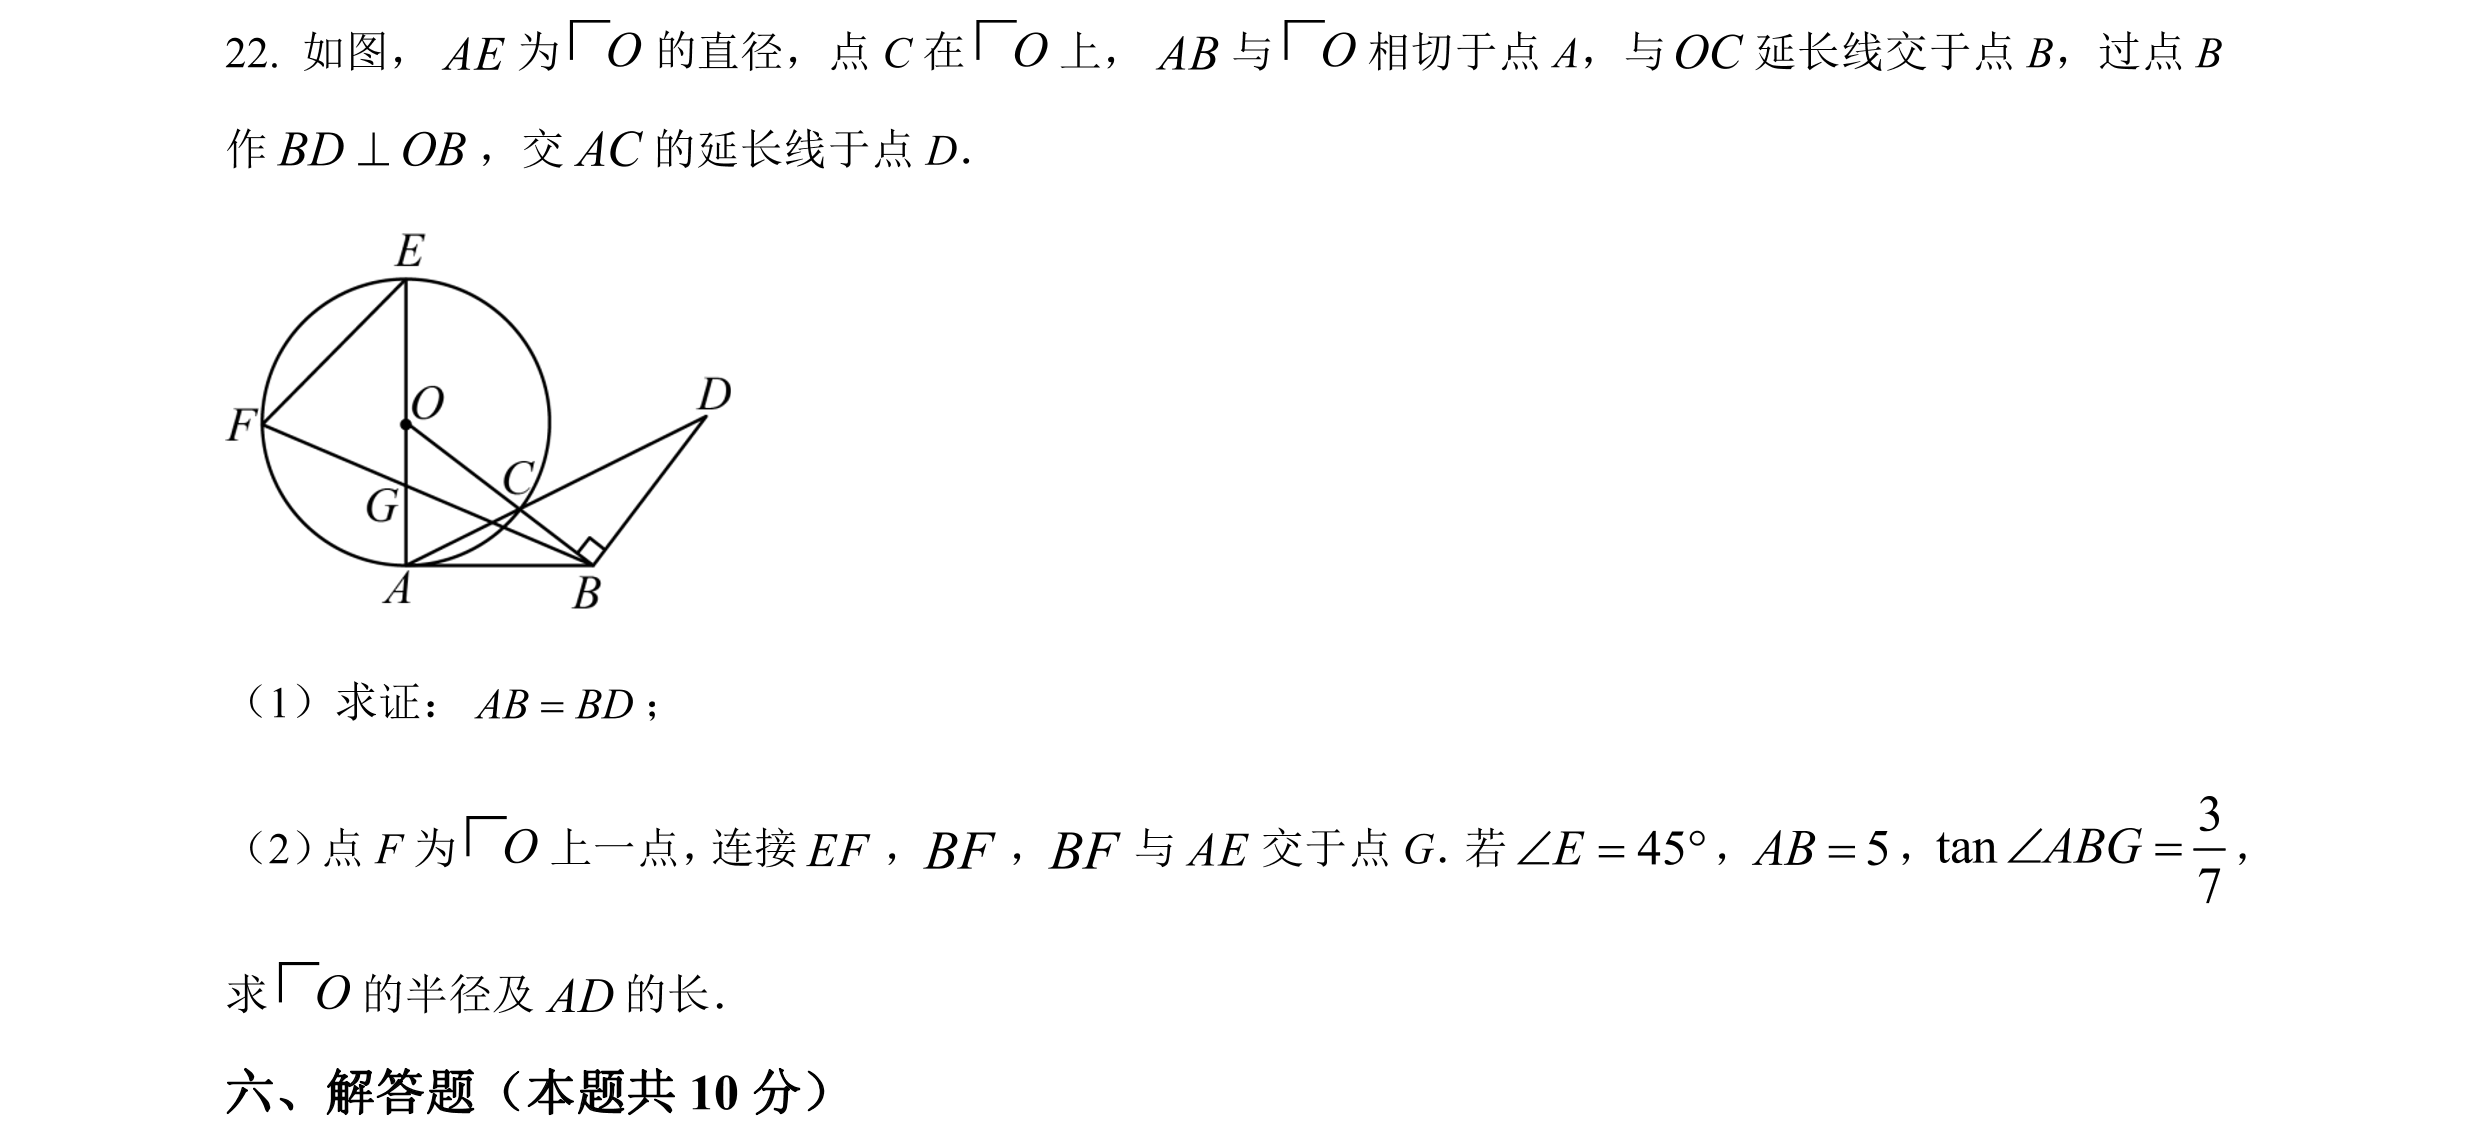 22. 如图， AE 为 O 的直径，点 C 在 O 上， AB 与 O 相切于点 A，与 OC 延长线交于点 B，过点 B
作 BD⊥OB，交 AC 的延长线于点 D．
E
O
D
F
C
G
A
B
（1）求证： AB = BD；
（2）点 F 为 O 上一点，连接 EF，BF，BF 与 AE 交于点 G．若 ∠E = 45°，AB = 5，tan∠ABG = 3/7，
求 O 的半径及 AD 的长．
六、解答题（本题共 10 分）